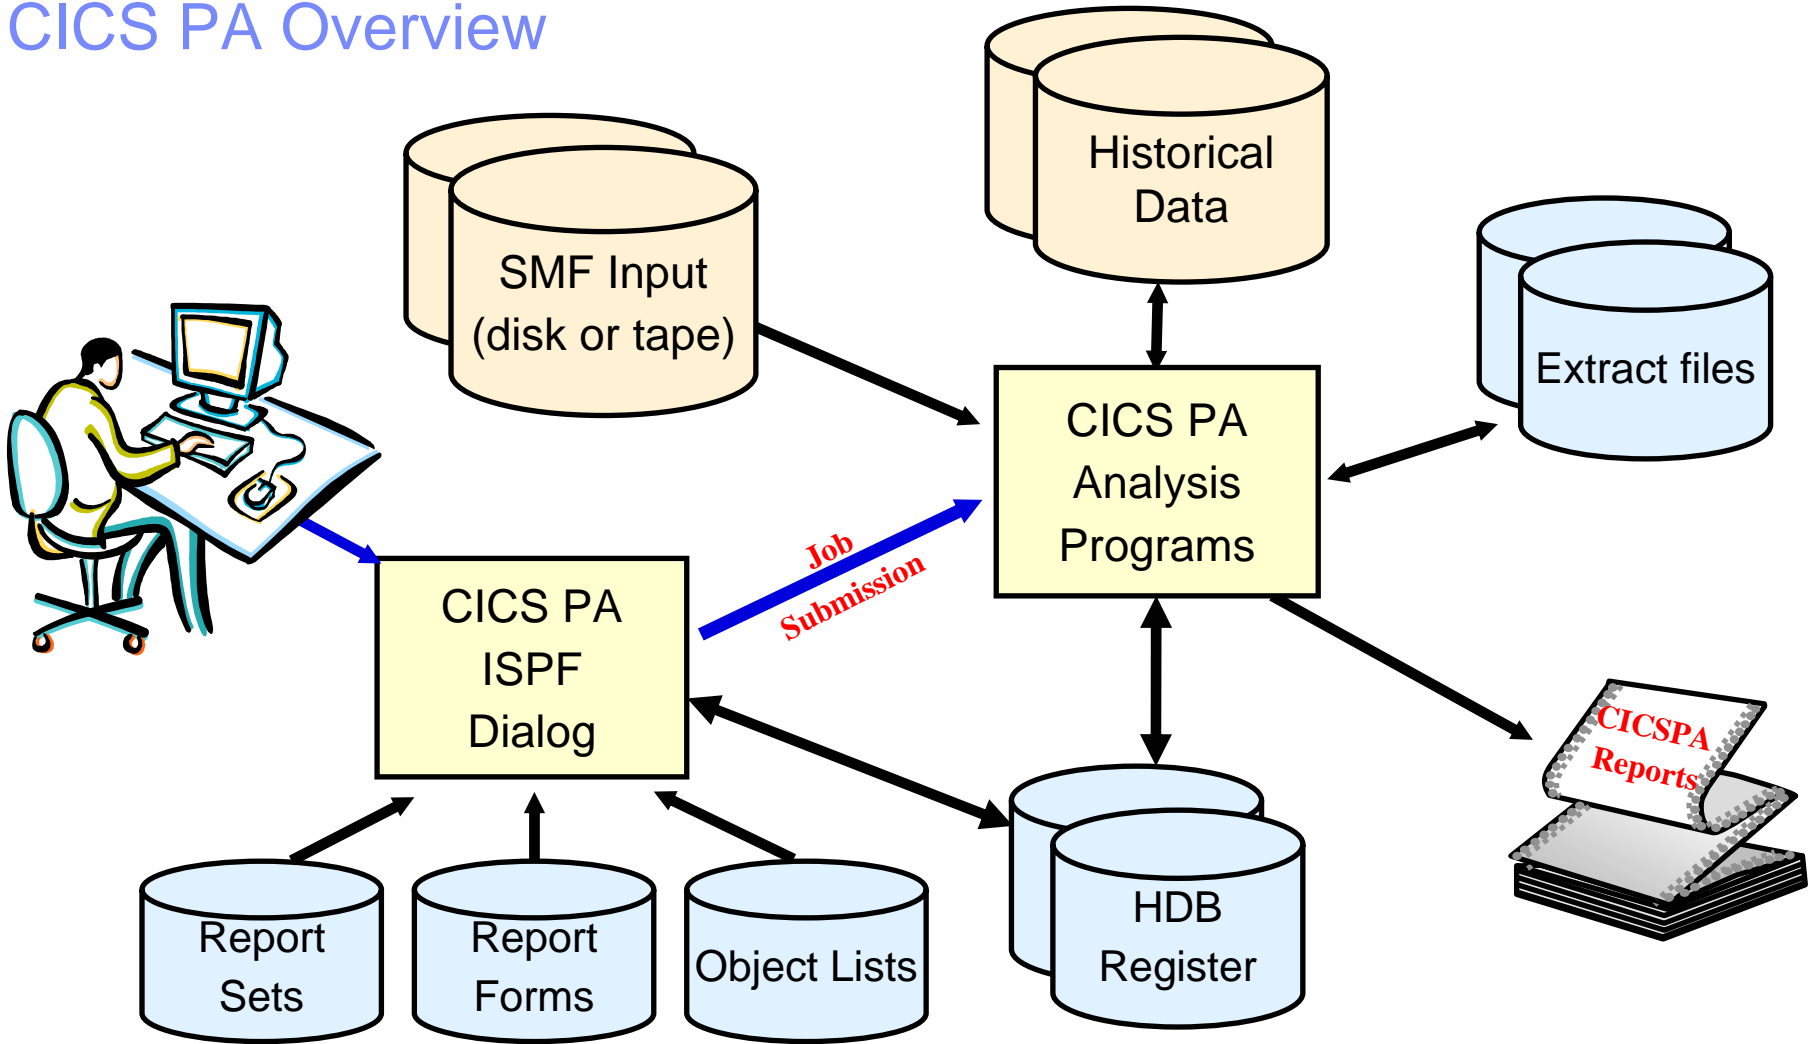 CICS PA Overview
Historical
Data
SMF Input
(disk or tape)
Extract files
CICS PA
Analysis
Programs
Job
Submission
CICS PA
ISPF
Dialog
CICSPA
Reports
Report
Sets
Report
Forms
Object Lists
HDB
Register